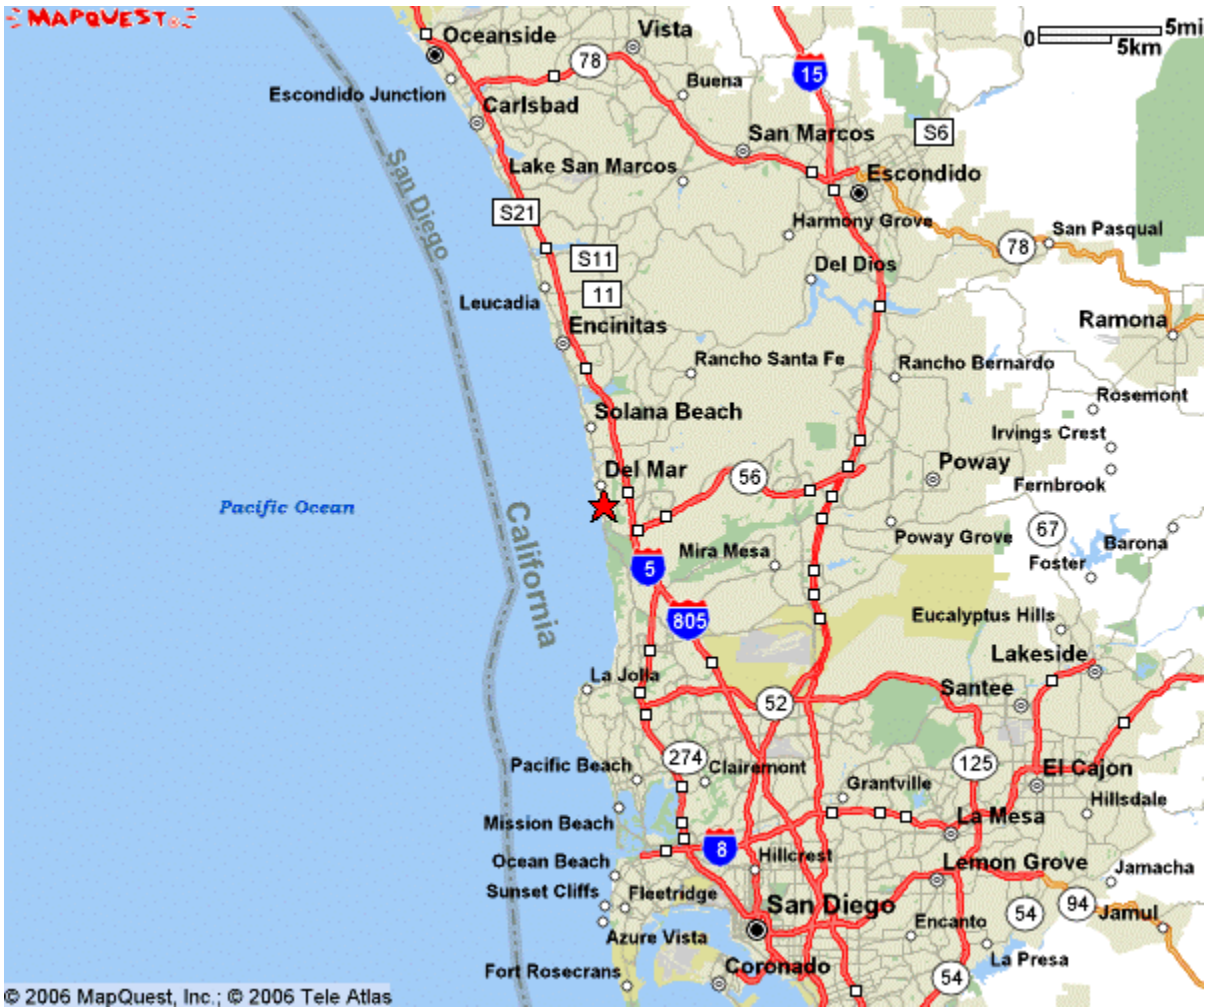 MAPQUEST
Oceanside
Vista
5mi
0
5km
78
15
Buena
Escondido Junction
Carlsbad
San Marcos
S6
Lake San Marcos
Escondido
San Diego
S21
Harmony Grove
San Pasqual
78
S11
Del Dios
11
Leucadia
Encinitas
Ramona
Rancho Santa Fe
Rancho Bernardo
Rosemont
Solana Beach
Irvings Crest
Del Mar
56
Poway
Fernbrook
Pacific Ocean
California
67
Poway Grove
Barona
Mira Mesa
Foster
5
805
Eucalyptus Hills
Lakeside
La Jolla
Santee
52
274
Pacific Beach
Clairemont
125
El Cajon
Grantville
Hillsdale
Mission Beach
La Mesa
8
Ocean Beach
Hillcrest
Lemon Grove
Jamacha
Sunset Cliffs
Fleetridge
San Diego
94
54
Jamul
Encanto
Azure Vista
La Presa
Fort Rosecrans
Coronado
54
© 2006 MapQuest, Inc.; © 2006 Tele Atlas